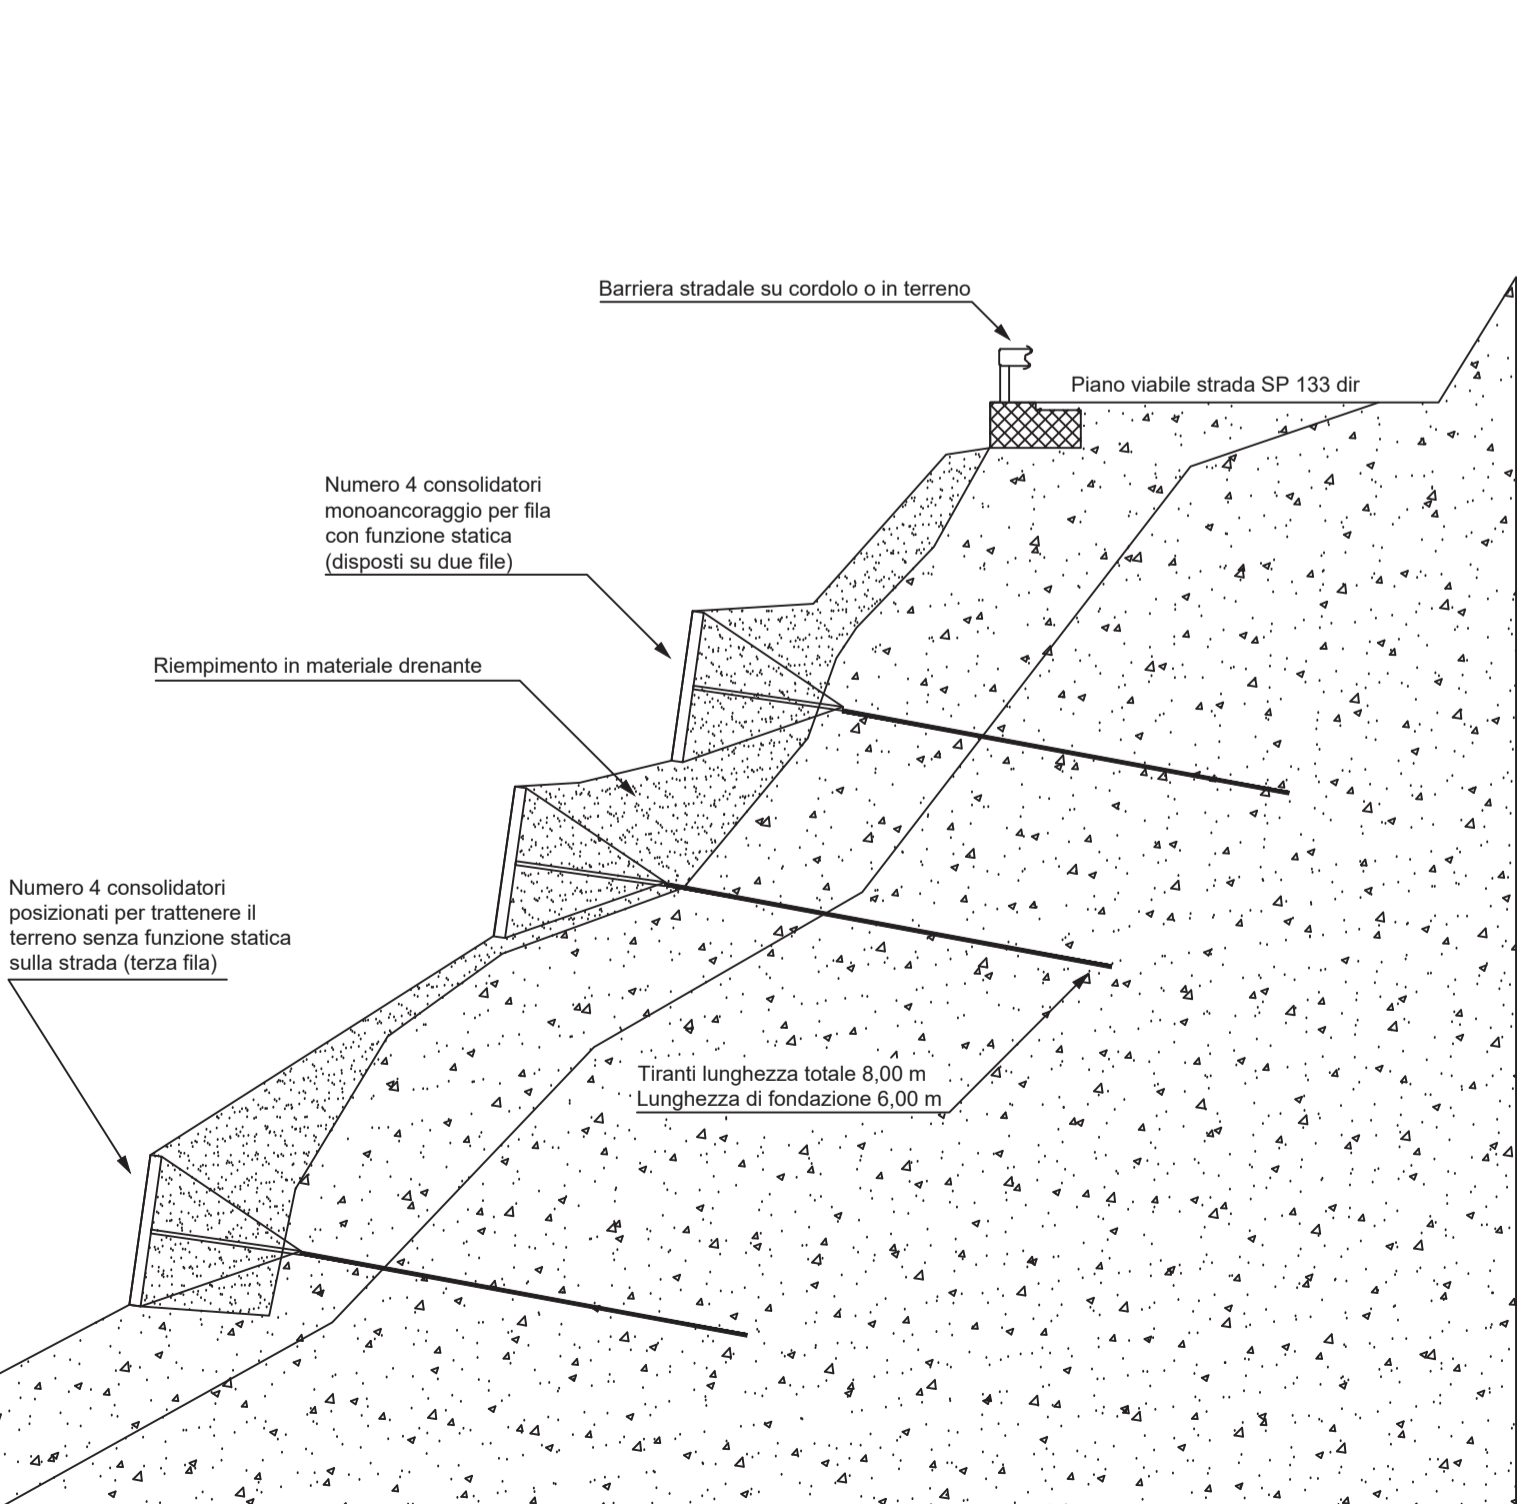 Barriera stradale su cordolo o in terreno
Piano viabile strada SP 133 dir
Numero 4 consolidatori
monoancoraggio per fila
con funzione statica
(disposti su due file)
Riempimento in materiale drenante
Numero 4 consolidatori
posizionati per trattenere il
terreno senza funzione statica
sulla strada (terza fila)
Tiranti lunghezza totale 8,00 m
Lunghezza di fondazione 6,00 m